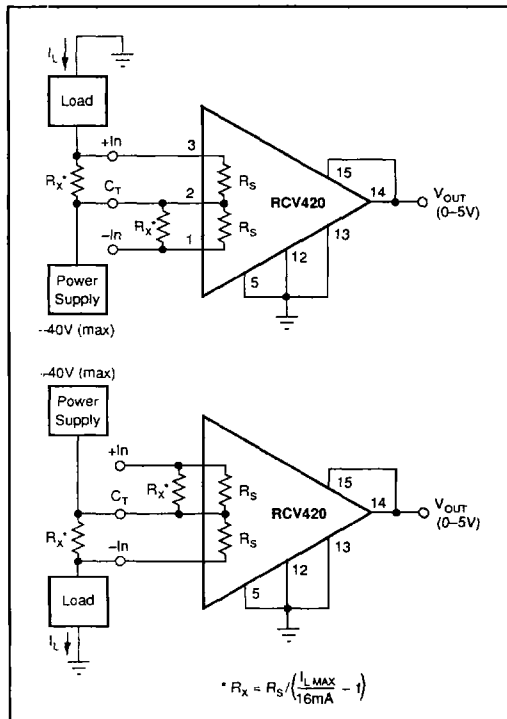 I_L
Load
+In
3
15
R_X*
R_S
C_T
2
RCV420
14
V_OUT
(0–5V)
R_X*
R_S
13
–In
1
12
5
Power
Supply
–40V (max)
–40V (max)
Power
Supply
+In
15
R_X*
R_S
C_T
RCV420
14
V_OUT
(0–5V)
R_X*
R_S
13
–In
12
5
Load
I_L
* R_X = R_S/(I_L MAX/16mA – 1)